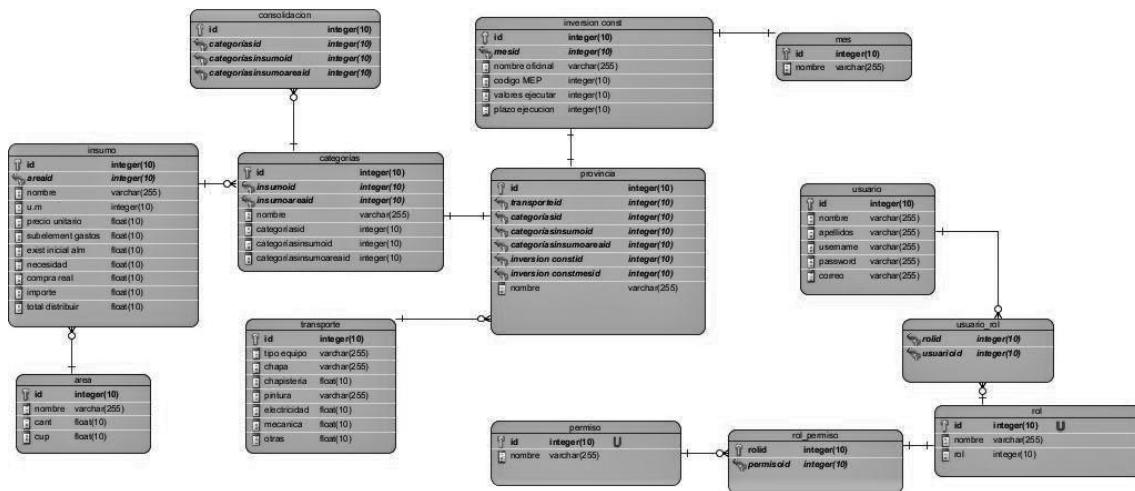 consolidacion
id integer(10)
categoríasid integer(10)
categoríasinsumoid integer(10)
categoríasinsumoareaid integer(10)
inversion const
id integer(10)
mesid integer(10)
nombre oficinal varchar(255)
codigo MEP integer(10)
valores ejecutar integer(10)
plazo ejecucion integer(10)
mes
id integer(10)
nombre varchar(255)
insumo
id integer(10)
areaid integer(10)
nombre varchar(255)
u.m integer(10)
precio unitario float(10)
subelement gastos float(10)
exist inicial alm float(10)
necesidad float(10)
compra real float(10)
importe float(10)
total distribuir float(10)
categorías
id integer(10)
insumoid integer(10)
insumoareaid integer(10)
nombre varchar(255)
categoríasid integer(10)
categoríasinsumoid integer(10)
categoríasinsumoareaid integer(10)
provincia
id integer(10)
transporteid integer(10)
categoríasid integer(10)
categoríasinsumoid integer(10)
categoríasinsumoareaid integer(10)
inversion constid integer(10)
inversion constmesid integer(10)
nombre varchar(255)
usuario
id integer(10)
nombre varchar(255)
apellidos varchar(255)
username varchar(255)
password varchar(255)
correo varchar(255)
transporte
id integer(10)
tipo equipo varchar(255)
chapa varchar(255)
chapisteria float(10)
pintura varchar(255)
electricidad float(10)
mecanica float(10)
otras float(10)
usuario_rol
rolid integer(10)
usuarioid integer(10)
area
id integer(10)
nombre varchar(255)
cant float(10)
cup float(10)
permiso
id integer(10) U
nombre varchar(255)
rol_permiso
rolid integer(10)
permisoid integer(10)
rol
id integer(10) U
nombre varchar(255)
rol integer(10)